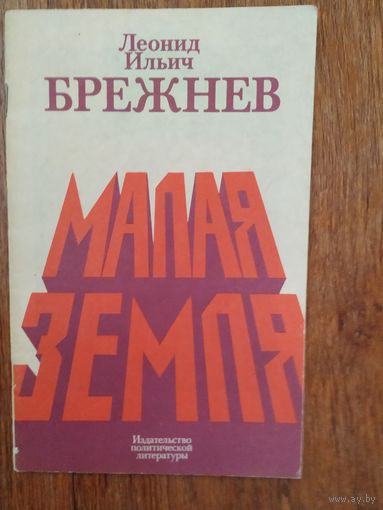 Леонид
Ильич
БРЕЖНЕВ
МАЛАЯ
ЗЕМЛЯ
Издательство
политической
литературы
www.ay.by